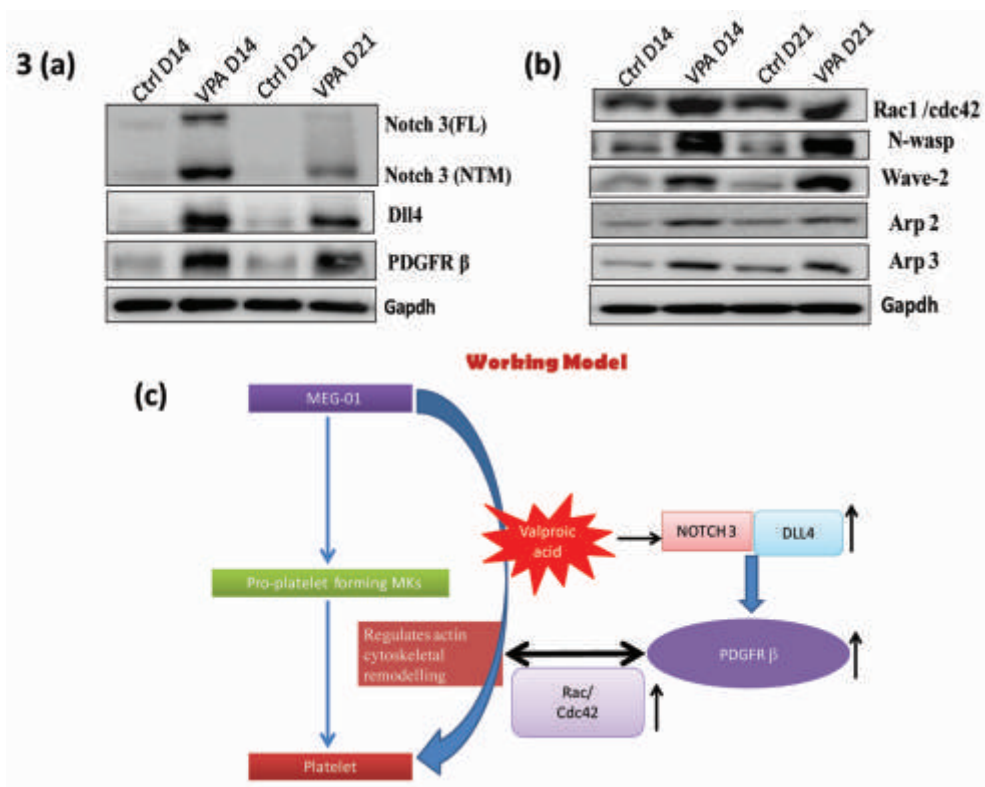 3 (a)
Ctrl D14
VPA D14
Ctrl D21
VPA D21
Notch 3(FL)
Notch 3 (NTM)
Dll4
PDGFR β
Gapdh
(b)
Ctrl D14
VPA D14
Ctrl D21
VPA D21
Rac1 /cdc42
N-wasp
Wave-2
Arp 2
Arp 3
Gapdh
Working Model
(c)
MEG-01
Valproic
acid
NOTCH 3
DLL4
Pro-platelet forming MKs
Regulates actin
cytoskeletal
remodelling
PDGFR β
Rac/
Cdc42
Platelet